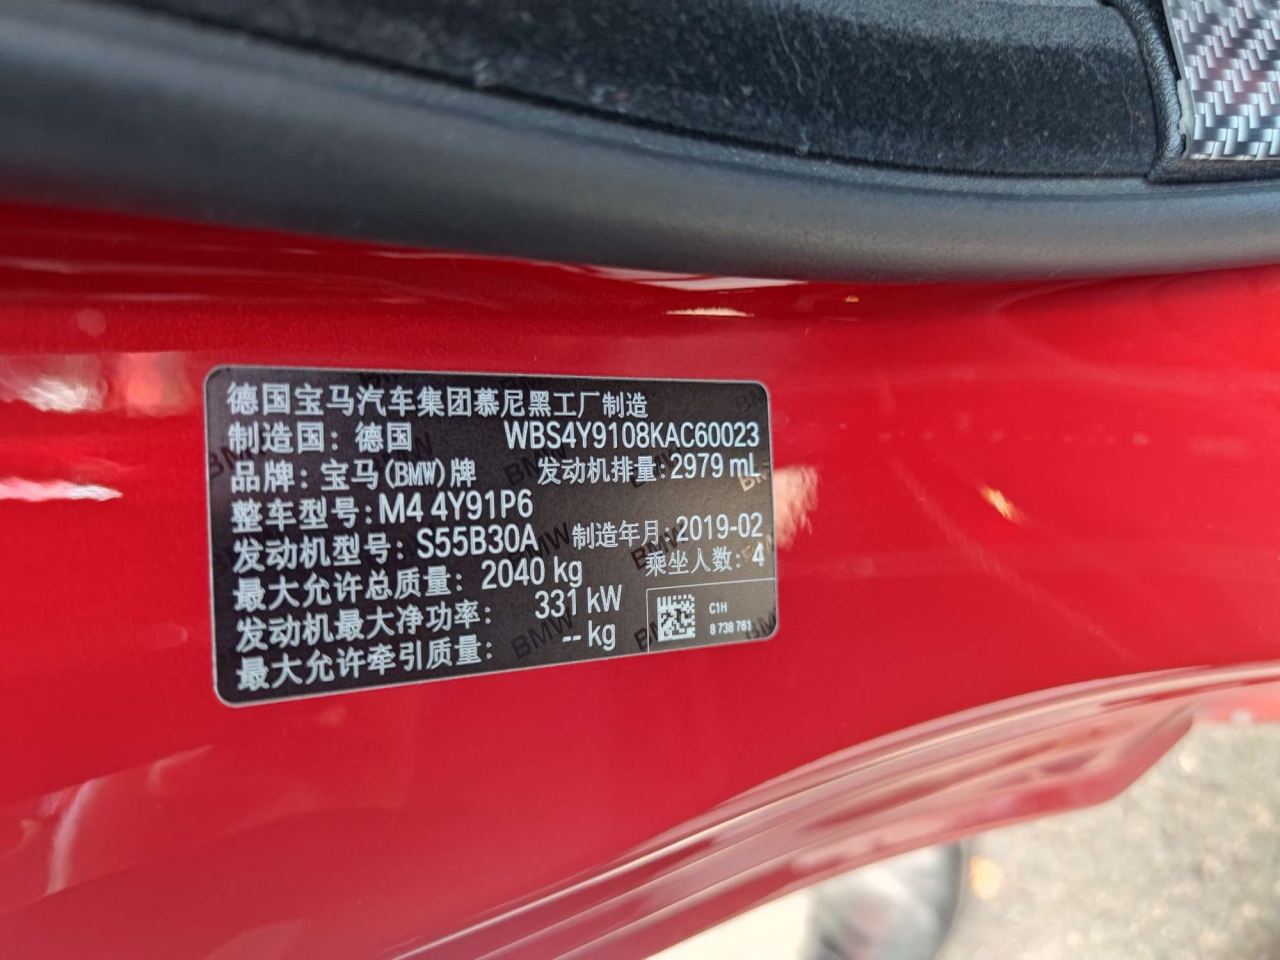 德国宝马汽车集团慕尼黑工厂制造
制造国：德国 WBS4Y9108KAC60023
品牌：宝马(BMW)牌 发动机排量：2979 mL
整车型号：M4 4Y91P6
发动机型号：S55B30A 制造年月：2019-02
最大允许总质量：2040 kg 乘坐人数：4
发动机最大净功率：331 kW
最大允许牵引质量：-- kg
C1H
8 738 761